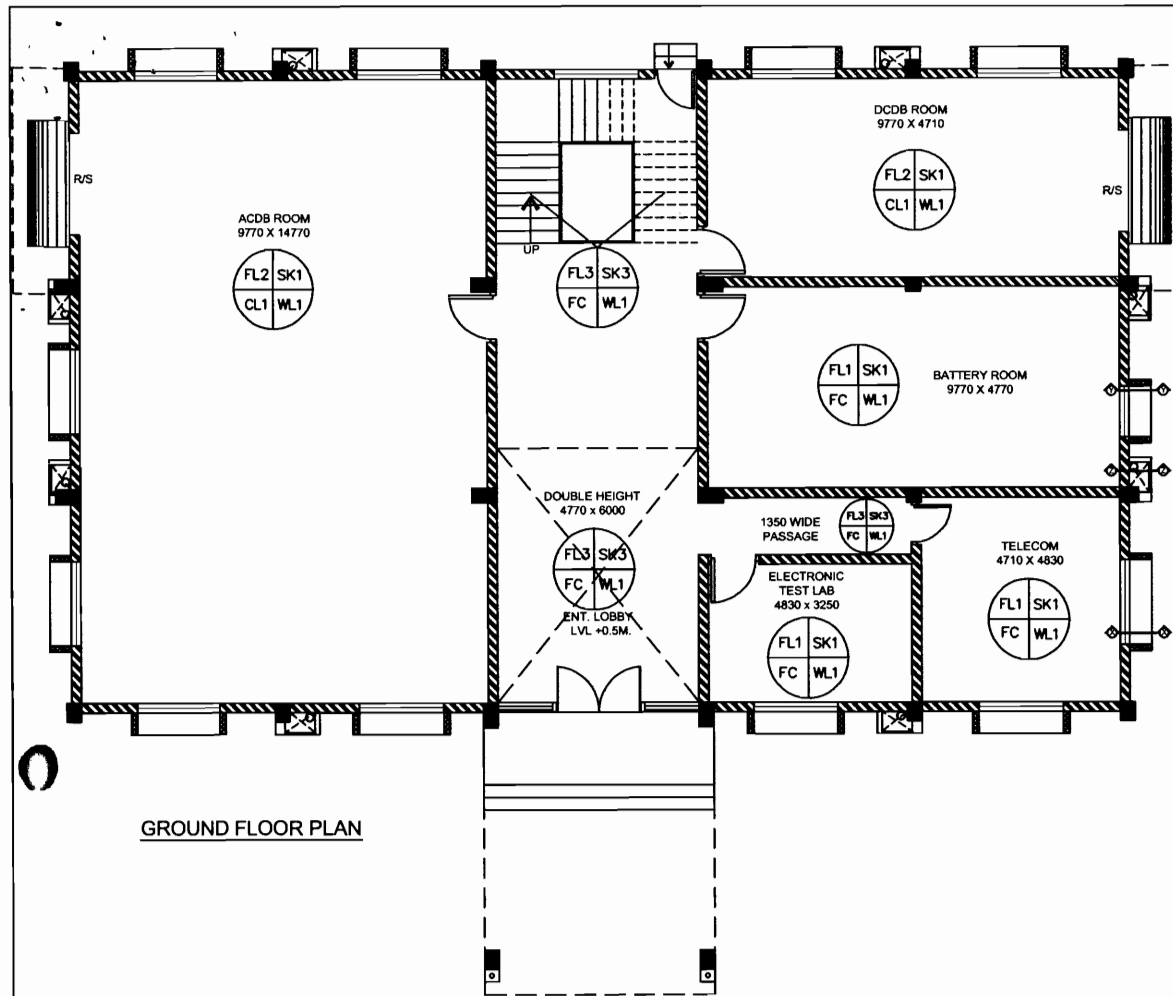 DCDB ROOM
9770 X 4710
FL2 SK1
CL1 WL1
R/S
R/S
ACDB ROOM
9770 X 14770
FL2 SK1
CL1 WL1
UP
FL3 SK3
FC WL1
BATTERY ROOM
9770 X 4770
FL1 SK1
FC WL1
Y Y
Z Z
DOUBLE HEIGHT
4770 X 6000
FL3 SK3
FC WL1
ENT. LOBBY
LVL +0.5M.
1350 WIDE
PASSAGE
FL3 SK3
FC WL1
TELECOM
4710 X 4830
FL1 SK1
FC WL1
ELECTRONIC
TEST LAB
4830 x 3250
FL1 SK1
FC WL1
X X
GROUND FLOOR PLAN